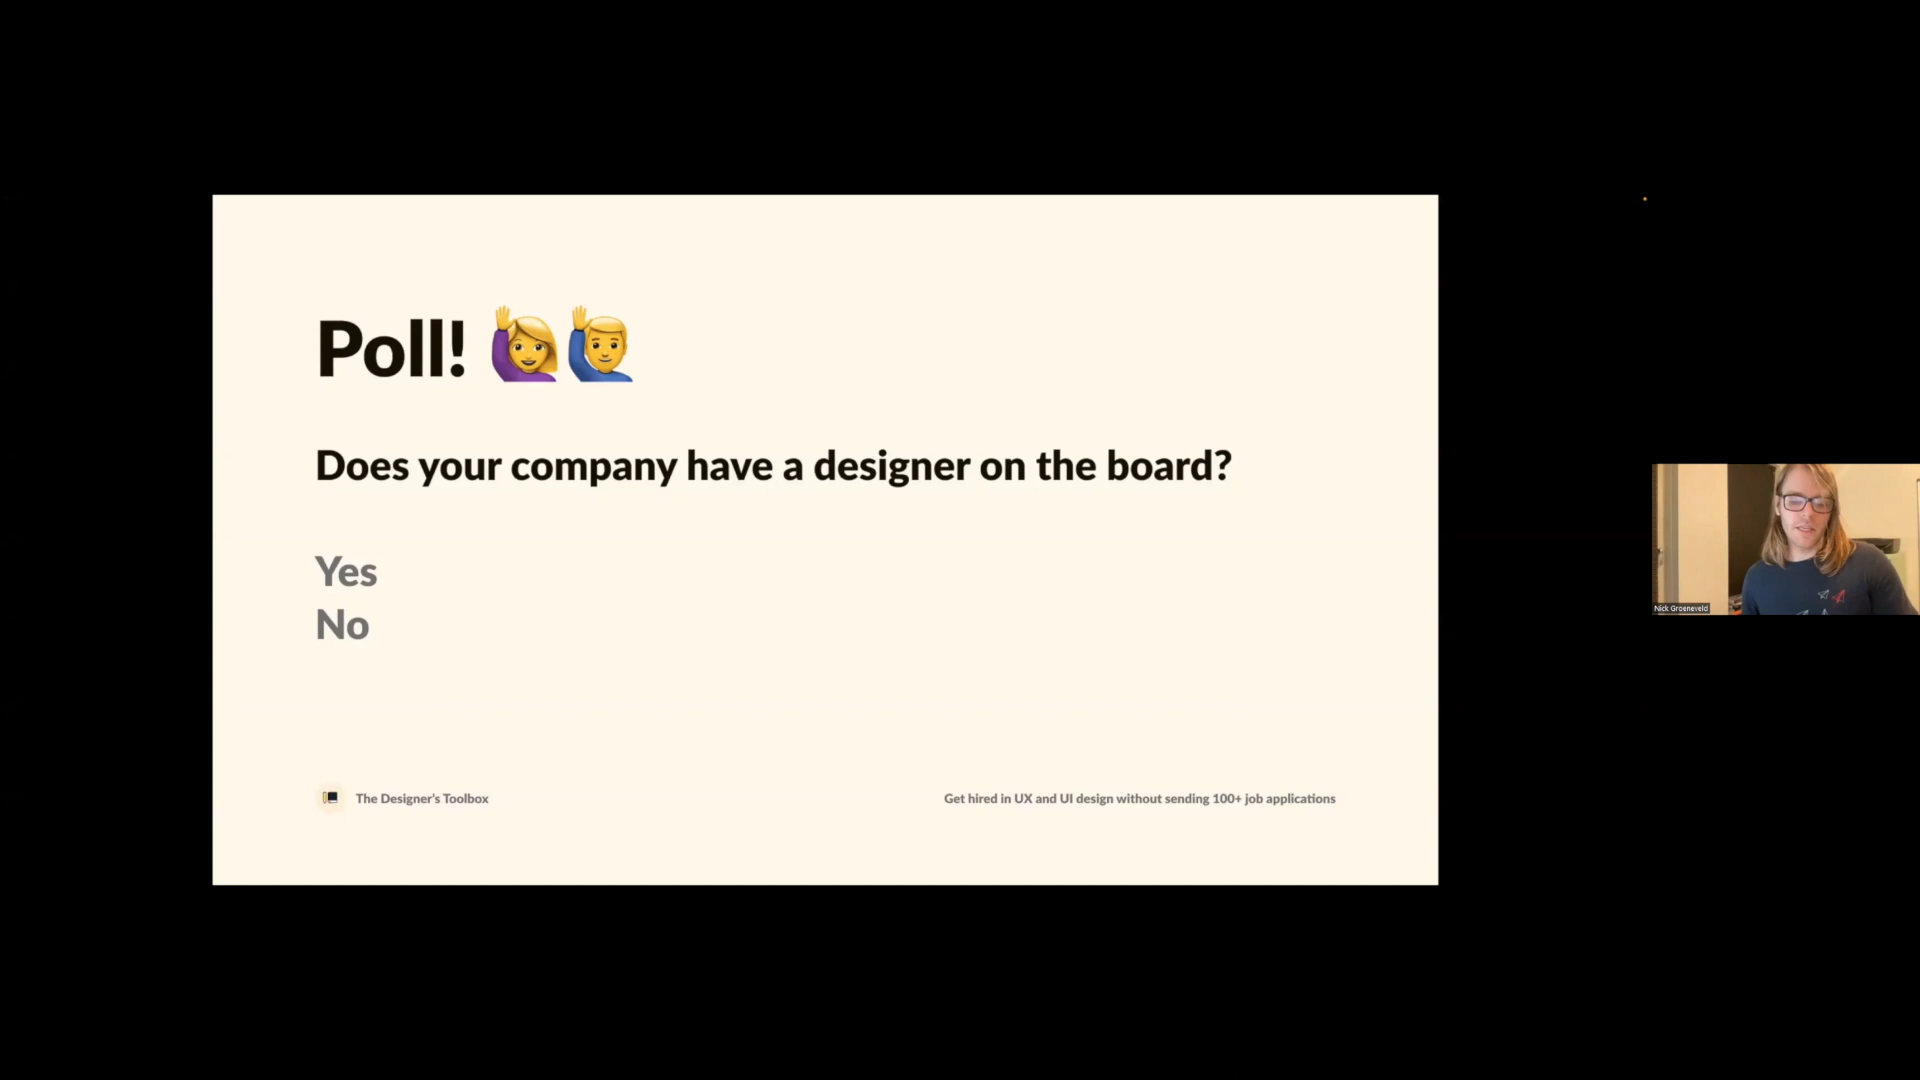 Poll! 🙋‍♀️🙋‍♂️
Does your company have a designer on the board?
Yes
No
The Designer's Toolbox
Get hired in UX and UI design without sending 100+ job applications
Nick Groeneveld